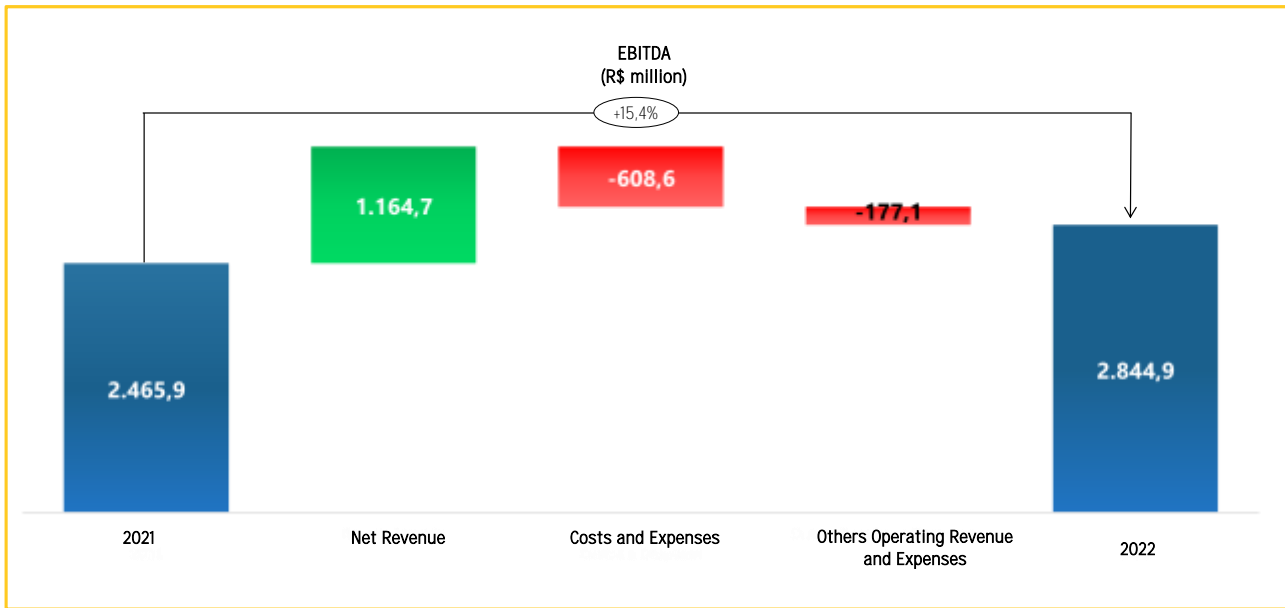 EBITDA
(R$ million)
+15,4%
1.164,7
-608,6
-177,1
2.465,9
2.844,9
2021
Net Revenue
Costs and Expenses
Others Operating Revenue
and Expenses
2022